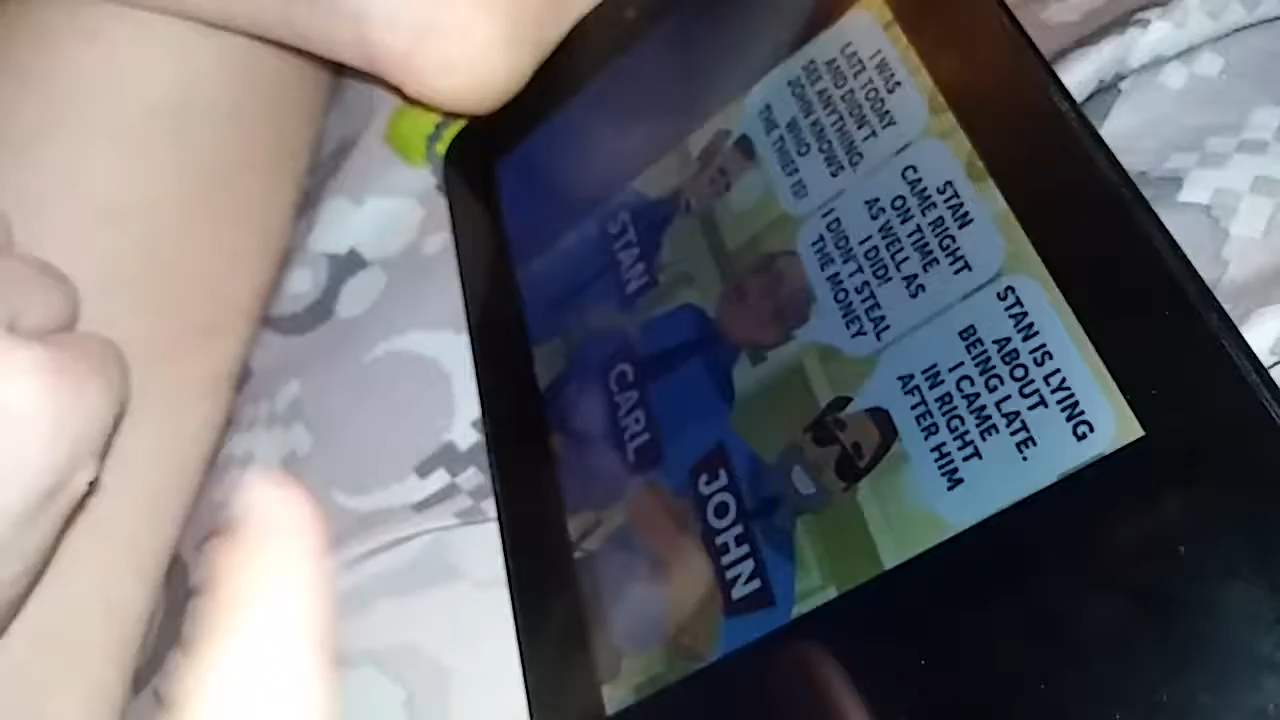 I WAS
LATE TODAY
AND DIDN'T
SEE ANYTHING.
JOHN KNOWS
WHO
THE THIEF IS!
STAN
CAME RIGHT
ON TIME
AS WELL AS
I DID!
I DIDN'T STEAL
THE MONEY
STAN IS LYING
ABOUT
BEING LATE.
I CAME
IN RIGHT
AFTER HIM
STAN
CARL
JOHN